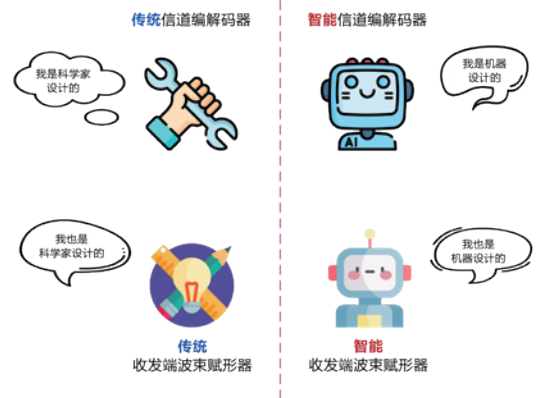 传统信道编解码器
智能信道编解码器
我是科学家
设计的
我是机器
设计的
AI
我也是
科学家设计的
我也是
机器设计的
传统
收发端波束赋形器
智能
收发端波束赋形器